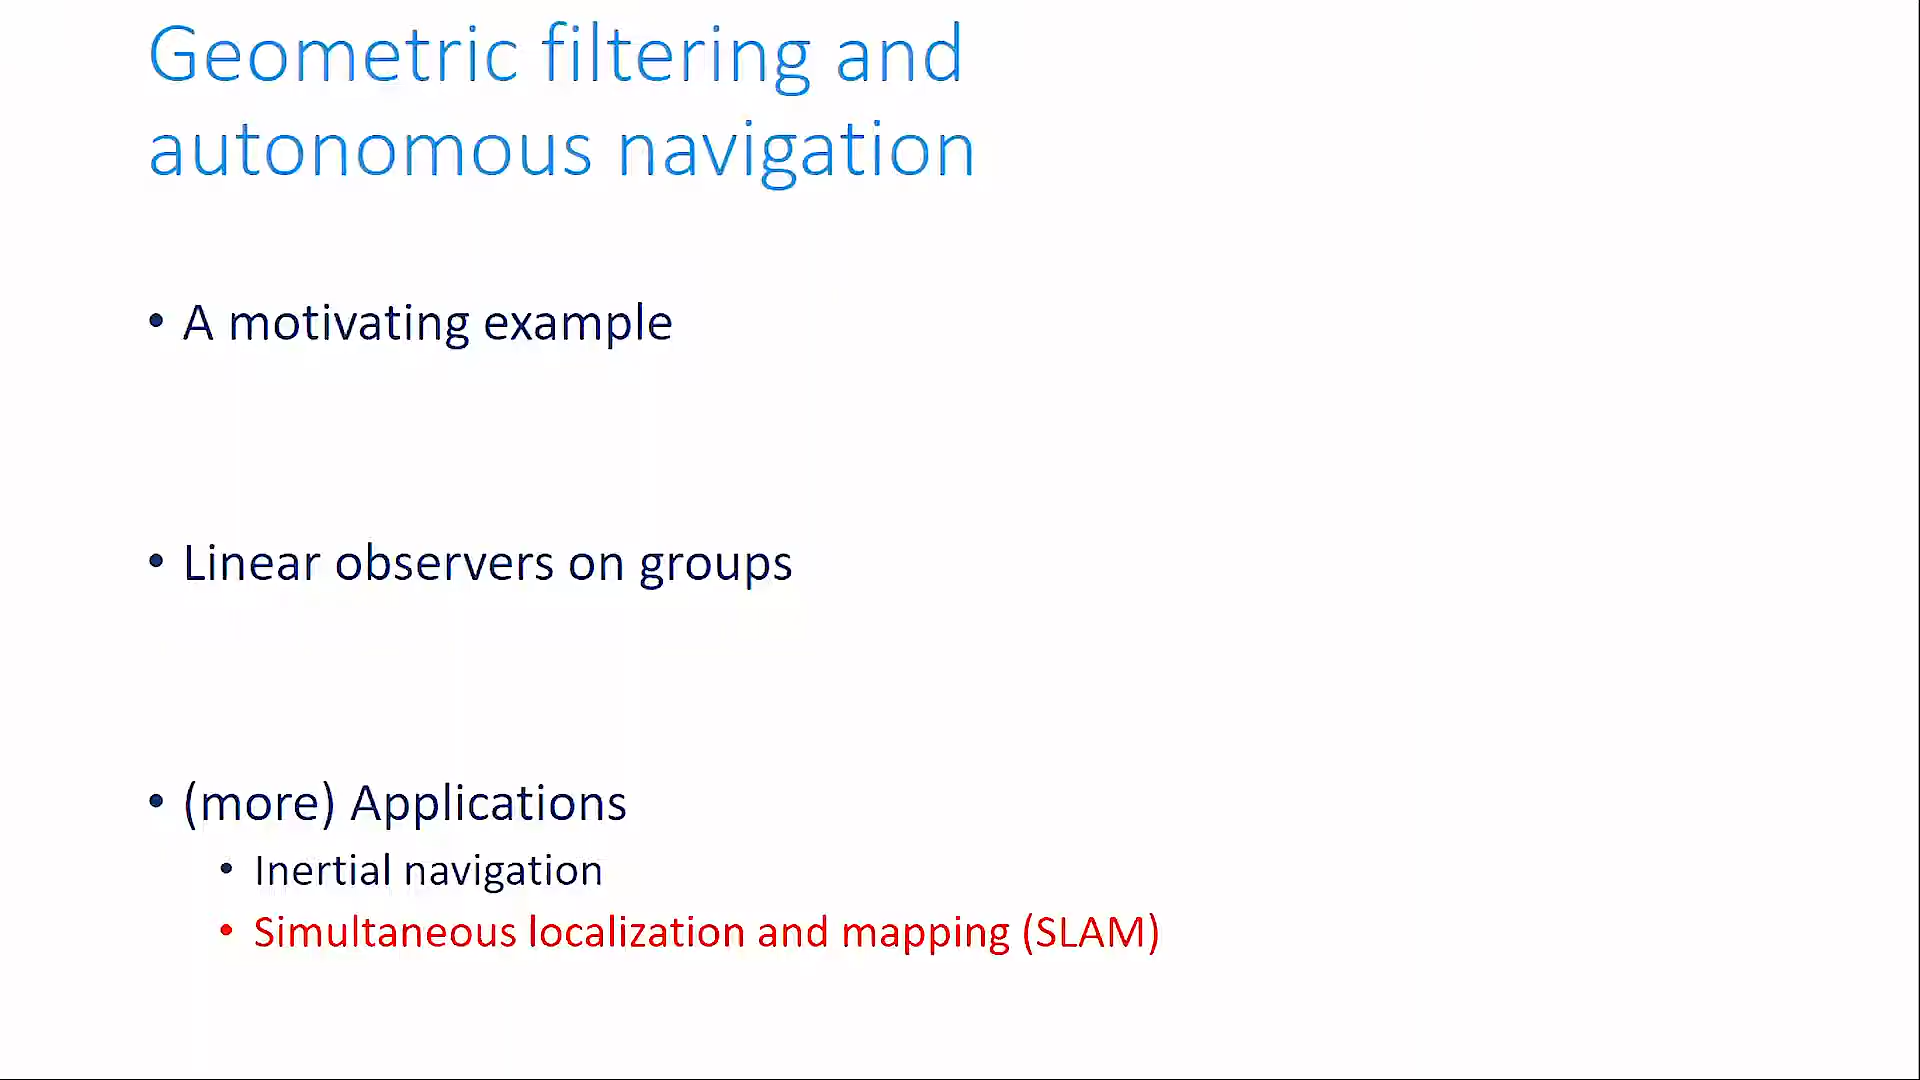 Geometric filtering and
autonomous navigation
• A motivating example
• Linear observers on groups
• (more) Applications
• Inertial navigation
• Simultaneous localization and mapping (SLAM)